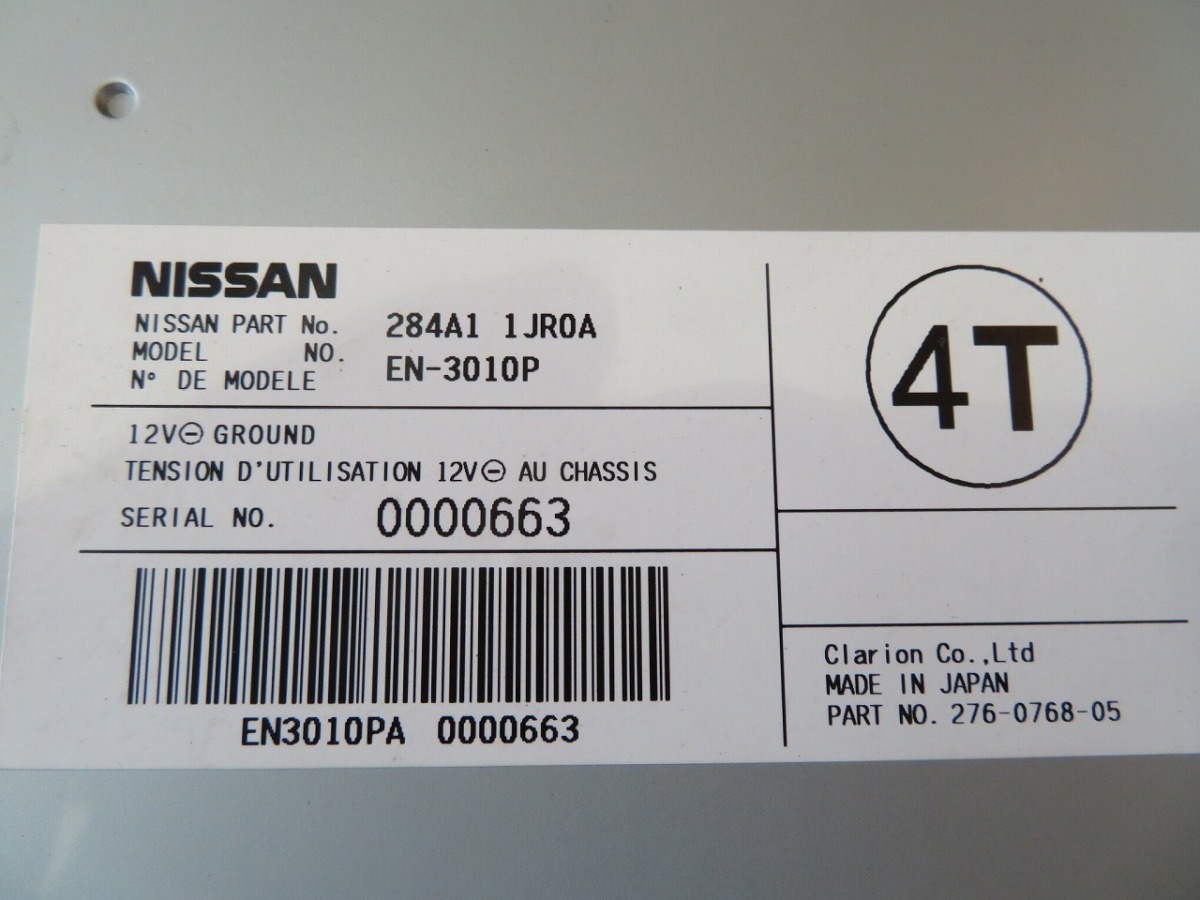 NISSAN
NISSAN PART No. 284A1 1JR0A
MODEL NO. EN-3010P
N° DE MODELE
12V⊖ GROUND
TENSION D'UTILISATION 12V⊖ AU CHASSIS
SERIAL NO. 0000663
EN3010PA 0000663
4T
Clarion Co.,Ltd
MADE IN JAPAN
PART NO. 276-0768-05